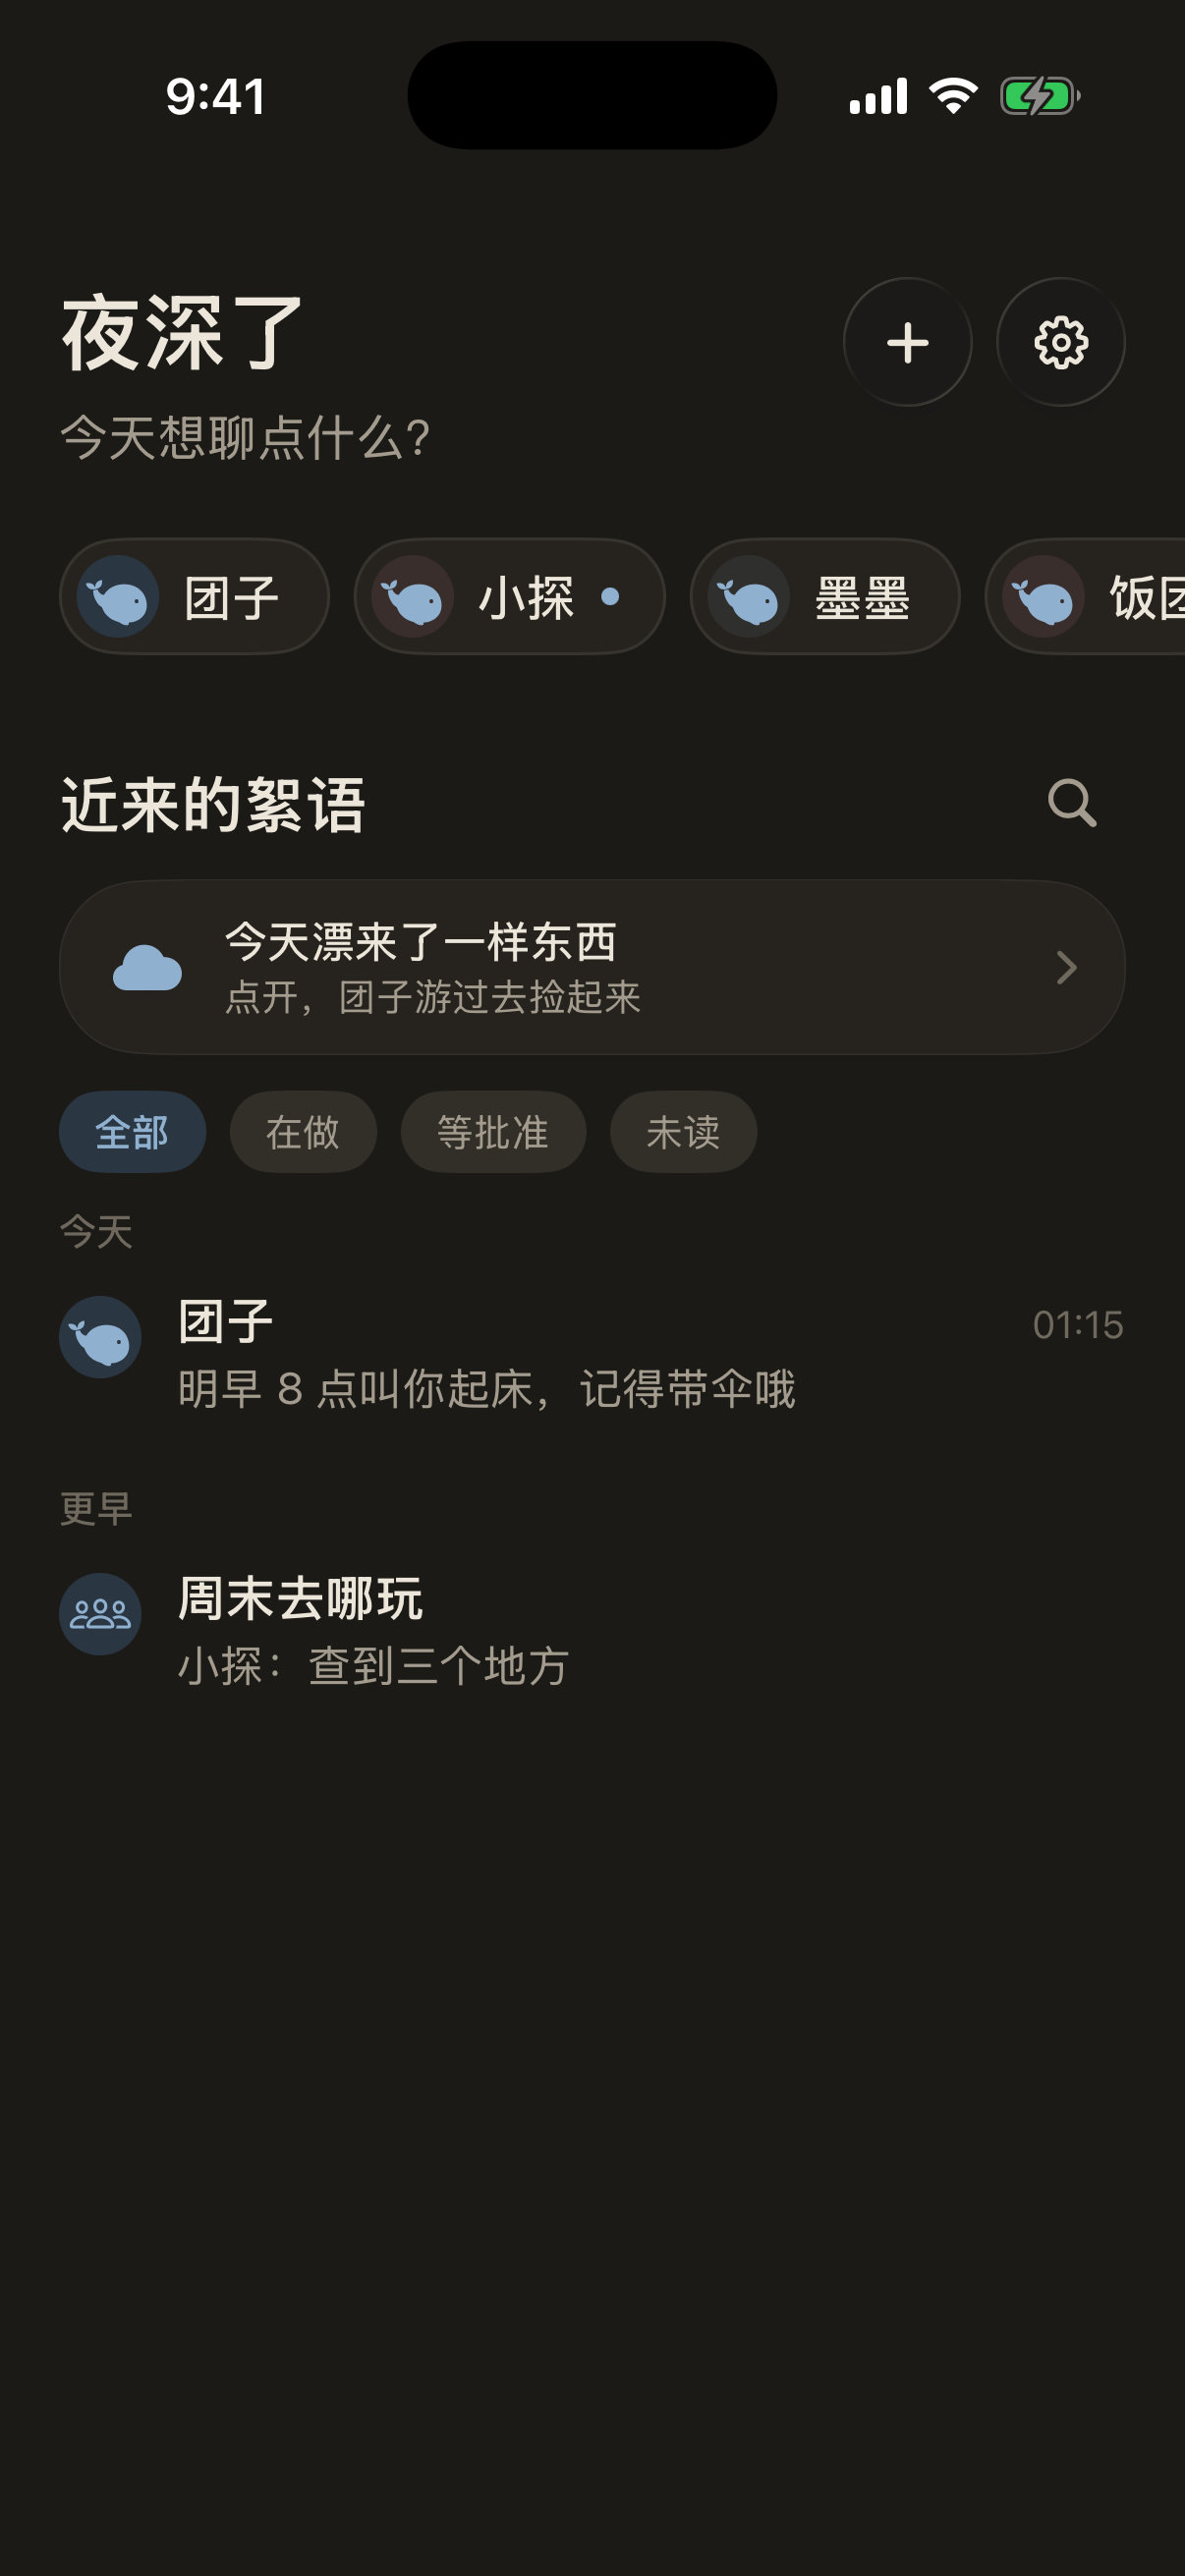 9:41
夜深了
今天想聊点什么?
团子
小探
墨墨
饭团
近来的絮语
今天漂来了一样东西
点开，团子游过去捡起来
全部
在做
等批准
未读
今天
团子
01:15
明早 8 点叫你起床，记得带伞哦
更早
周末去哪玩
小探：查到三个地方